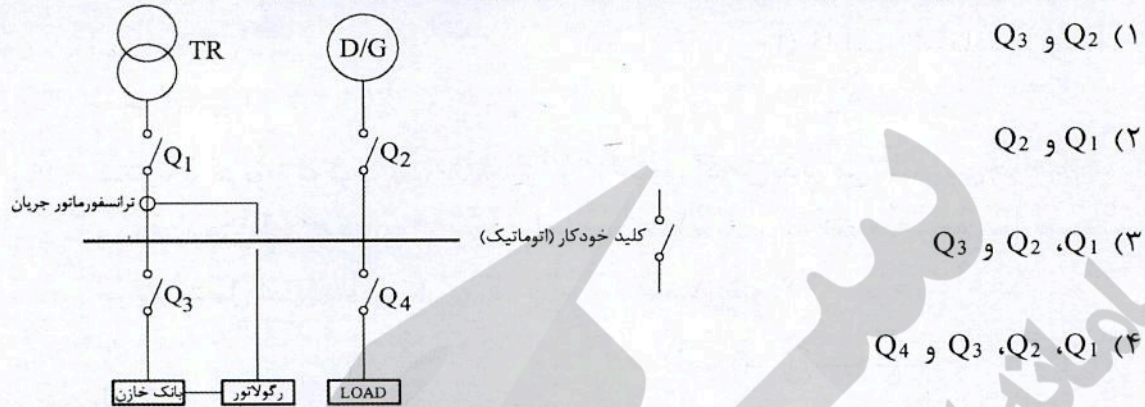 TR
D/G
Q1
Q2
ترانسفورماتور جریان
Q3
Q4
بانک خازن
رگولاتور
LOAD
کلید خودکار (اتوماتیک)
۱) Q2 و Q3
۲) Q1 و Q2
۳) Q1، Q2 و Q3
۴) Q1، Q2، Q3 و Q4